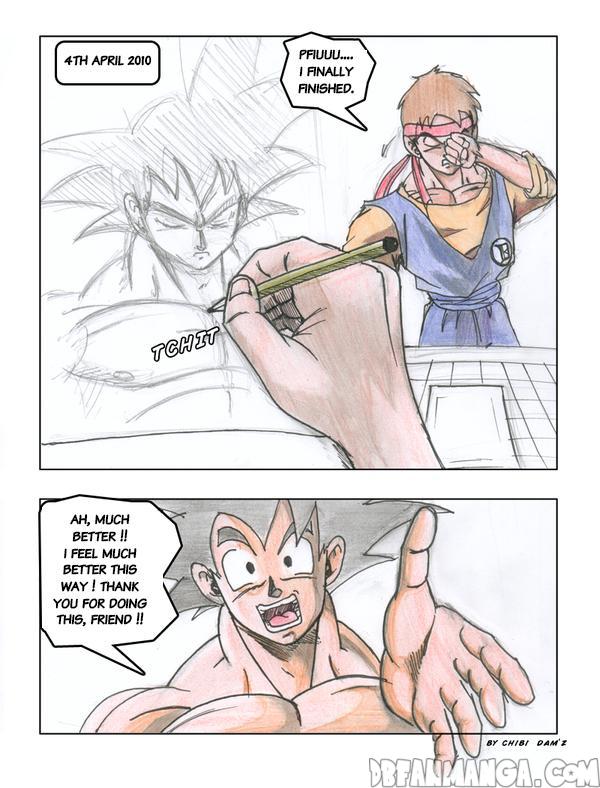 4TH APRIL 2010
PFIUUU....
I FINALLY
FINISHED.
TCHIT
AH, MUCH
BETTER !!
I FEEL MUCH
BETTER THIS
WAY ! THANK
YOU FOR DOING
THIS, FRIEND !!
BY CHIBI DAM'Z
DBFANMANGA.COM